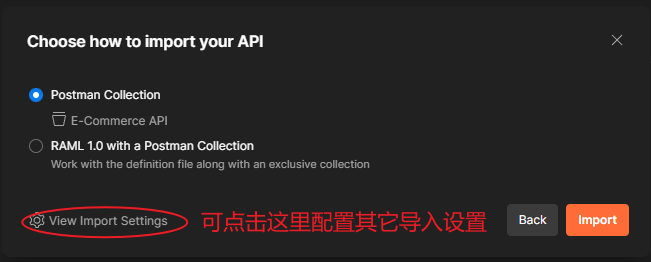 Choose how to import your API
Postman Collection
E-Commerce API
RAML 1.0 with a Postman Collection
Work with the definition file along with an exclusive collection
View Import Settings 可点击这里配置其它导入设置 Back Import